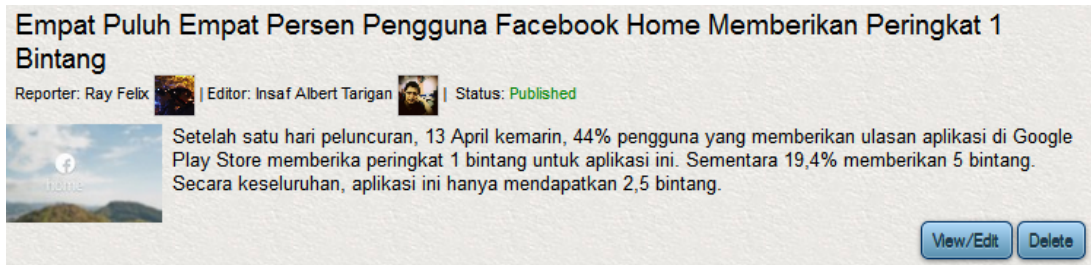 Empat Puluh Empat Persen Pengguna Facebook Home Memberikan Peringkat 1
Bintang
Reporter: Ray Felix | Editor: Insaf Albert Tarigan | Status: Published
Setelah satu hari peluncuran, 13 April kemarin, 44% pengguna yang memberikan ulasan aplikasi di Google
Play Store memberika peringkat 1 bintang untuk aplikasi ini. Sementara 19,4% memberikan 5 bintang.
Secara keseluruhan, aplikasi ini hanya mendapatkan 2,5 bintang.
home
View/Edit Delete